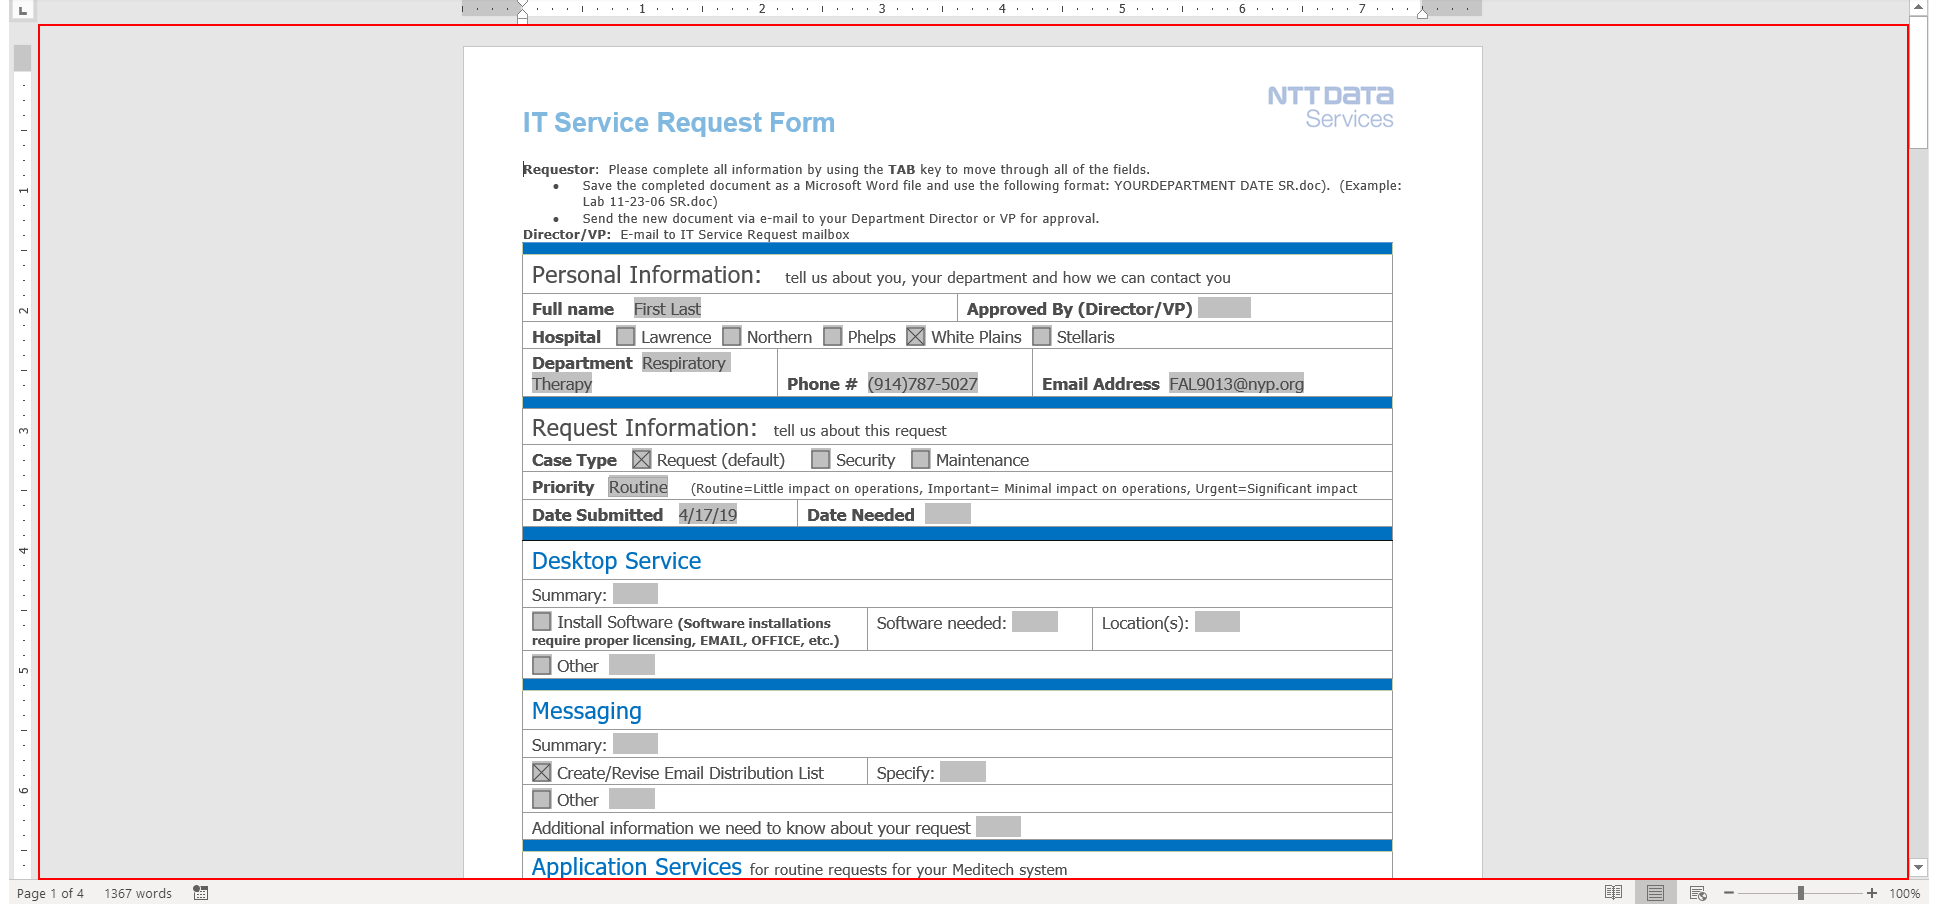 1 2 3 4 5 6 7
NTT DATA
Services
IT Service Request Form
Requestor: Please complete all information by using the TAB key to move through all of the fields.
• Save the completed document as a Microsoft Word file and use the following format: YOURDEPARTMENT DATE SR.doc). (Example:
Lab 11-23-06 SR.doc)
• Send the new document via e-mail to your Department Director or VP for approval.
Director/VP: E-mail to IT Service Request mailbox
Personal Information: tell us about you, your department and how we can contact you
Full name First Last Approved By (Director/VP)
Hospital Lawrence Northern Phelps White Plains Stellaris
Department Respiratory
Therapy Phone # (914)787-5027 Email Address FAL9013@nyp.org
Request Information: tell us about this request
Case Type Request (default) Security Maintenance
Priority Routine (Routine=Little impact on operations, Important= Minimal impact on operations, Urgent=Significant impact
Date Submitted 4/17/19 Date Needed
Desktop Service
Summary:
Install Software (Software installations
require proper licensing, EMAIL, OFFICE, etc.) Software needed: Location(s):
Other
Messaging
Summary:
Create/Revise Email Distribution List Specify:
Other
Additional information we need to know about your request
Application Services for routine requests for your Meditech system
1
2
3
4
5
6
Page 1 of 4 1367 words 100%